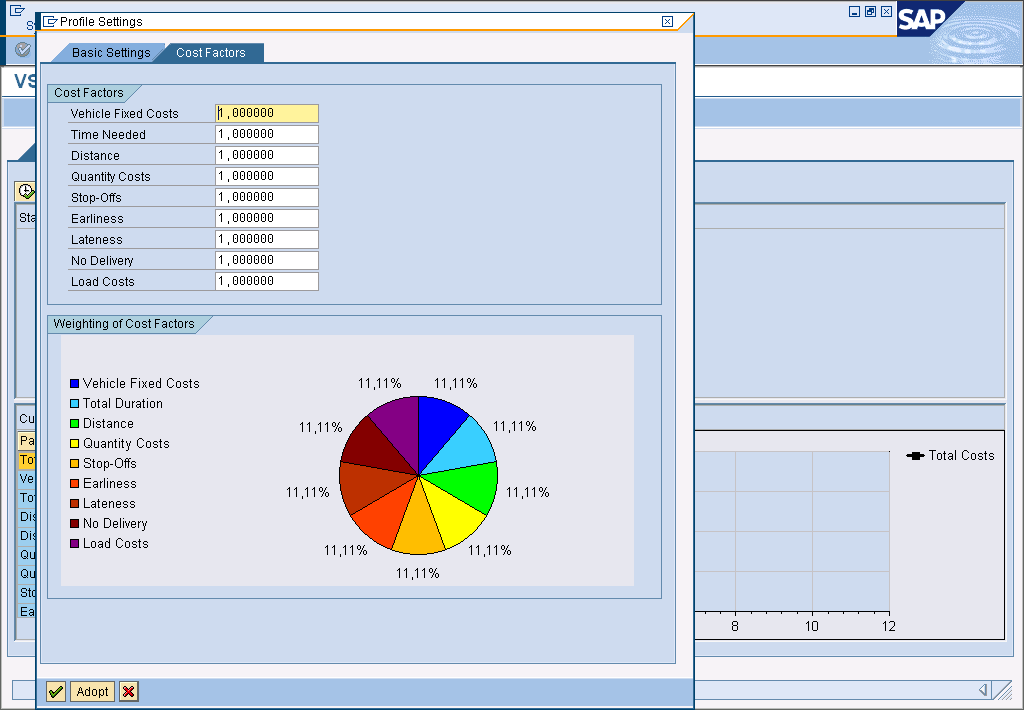 Profile Settings
SAP
Basic Settings
Cost Factors
Cost Factors
Vehicle Fixed Costs 1,000000
Time Needed 1,000000
Distance 1,000000
Quantity Costs 1,000000
Stop-Offs 1,000000
Earliness 1,000000
Lateness 1,000000
No Delivery 1,000000
Load Costs 1,000000
Weighting of Cost Factors
Vehicle Fixed Costs
Total Duration
Distance
Quantity Costs
Stop-Offs
Earliness
Lateness
No Delivery
Load Costs
11,11% 11,11%
11,11% 11,11%
11,11% 11,11%
11,11% 11,11%
11,11%
Adopt
VS
Sta
Cu
Pa
Tot
Ve
Tot
Dis
Dis
Qu
Qu
Sto
Ea
Total Costs
8 10 12